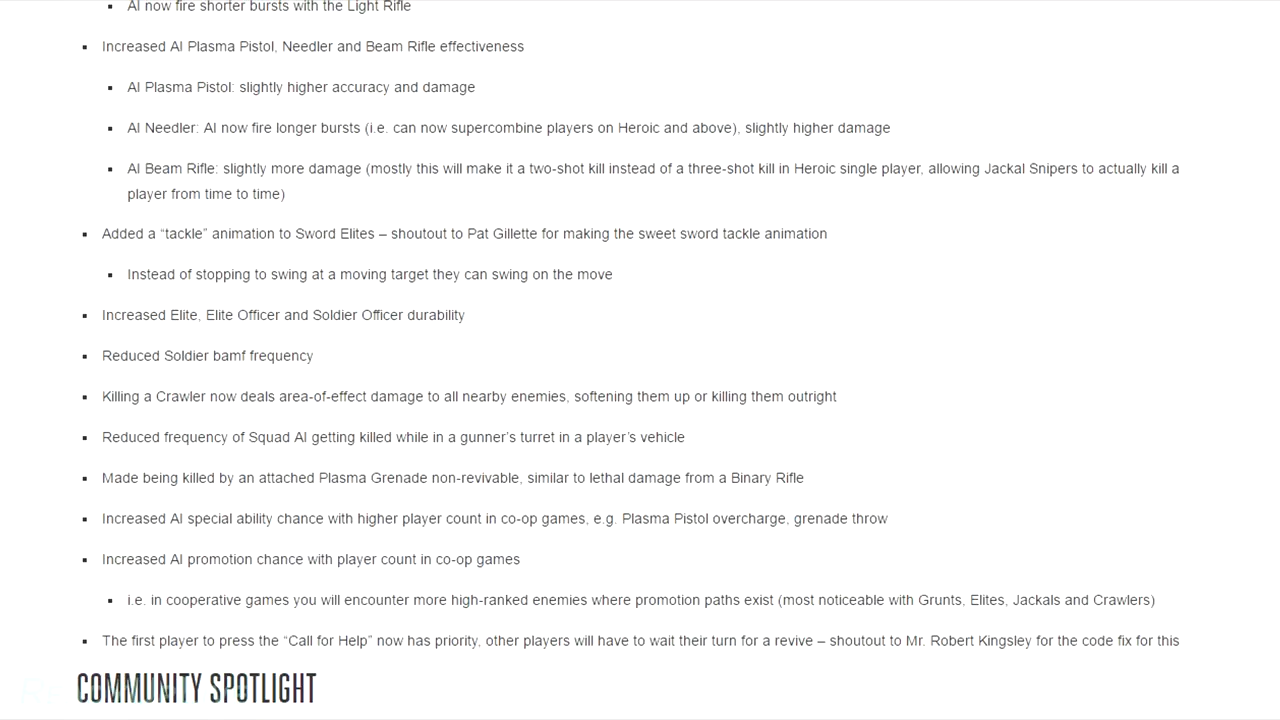 AI now fire shorter bursts with the Light Rifle
Increased AI Plasma Pistol, Needler and Beam Rifle effectiveness
AI Plasma Pistol: slightly higher accuracy and damage
AI Needler: AI now fire longer bursts (i.e. can now supercombine players on Heroic and above), slightly higher damage
AI Beam Rifle: slightly more damage (mostly this will make it a two-shot kill instead of a three-shot kill in Heroic single player, allowing Jackal Snipers to actually kill a
player from time to time)
Added a “tackle” animation to Sword Elites – shoutout to Pat Gillette for making the sweet sword tackle animation
Instead of stopping to swing at a moving target they can swing on the move
Increased Elite, Elite Officer and Soldier Officer durability
Reduced Soldier bamf frequency
Killing a Crawler now deals area-of-effect damage to all nearby enemies, softening them up or killing them outright
Reduced frequency of Squad AI getting killed while in a gunner’s turret in a player’s vehicle
Made being killed by an attached Plasma Grenade non-revivable, similar to lethal damage from a Binary Rifle
Increased AI special ability chance with higher player count in co-op games, e.g. Plasma Pistol overcharge, grenade throw
Increased AI promotion chance with player count in co-op games
i.e. in cooperative games you will encounter more high-ranked enemies where promotion paths exist (most noticeable with Grunts, Elites, Jackals and Crawlers)
The first player to press the “Call for Help” now has priority, other players will have to wait their turn for a revive – shoutout to Mr. Robert Kingsley for the code fix for this
COMMUNITY SPOTLIGHT